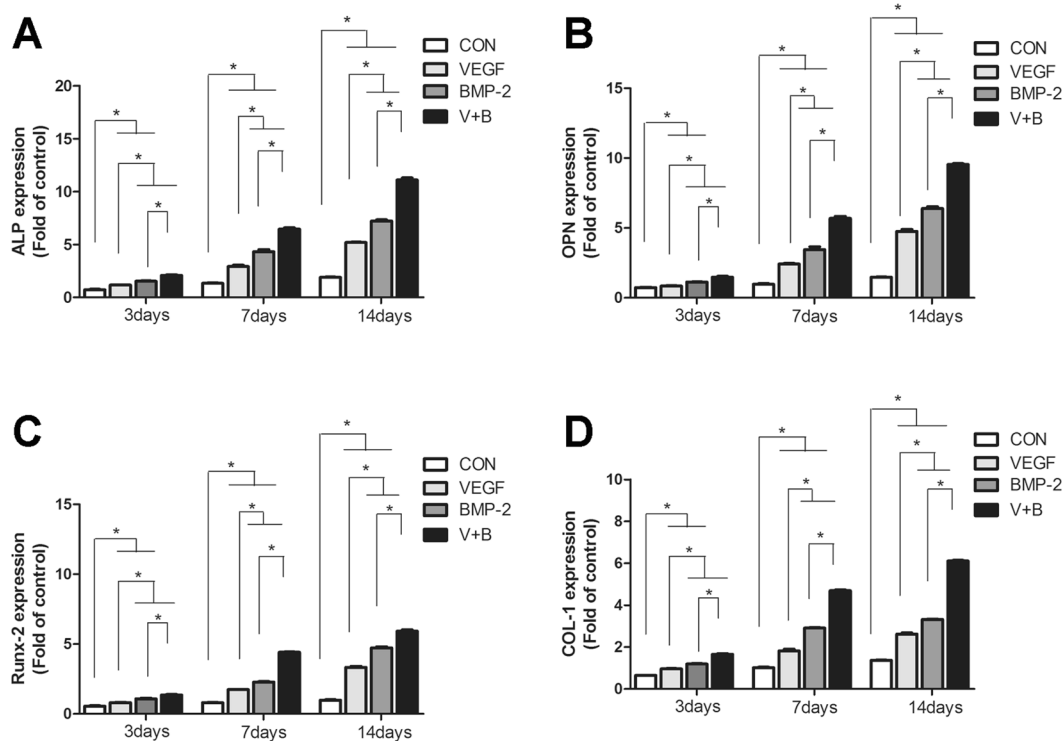 A
CON
VEGF
BMP-2
V+B
ALP expression
(Fold of control)
20
15
10
5
0
* * * * * * * * *
3days 7days 14days
B
CON
VEGF
BMP-2
V+B
OPN expression
(Fold of control)
15
10
5
0
* * * * * * * * *
3days 7days 14days
C
CON
VEGF
BMP-2
V+B
Runx-2 expression
(Fold of control)
15
10
5
0
* * * * * * * * *
3days 7days 14days
D
CON
VEGF
BMP-2
V+B
COL-1 expression
(Fold of control)
10
8
6
4
2
0
* * * * * * * * *
3days 7days 14days